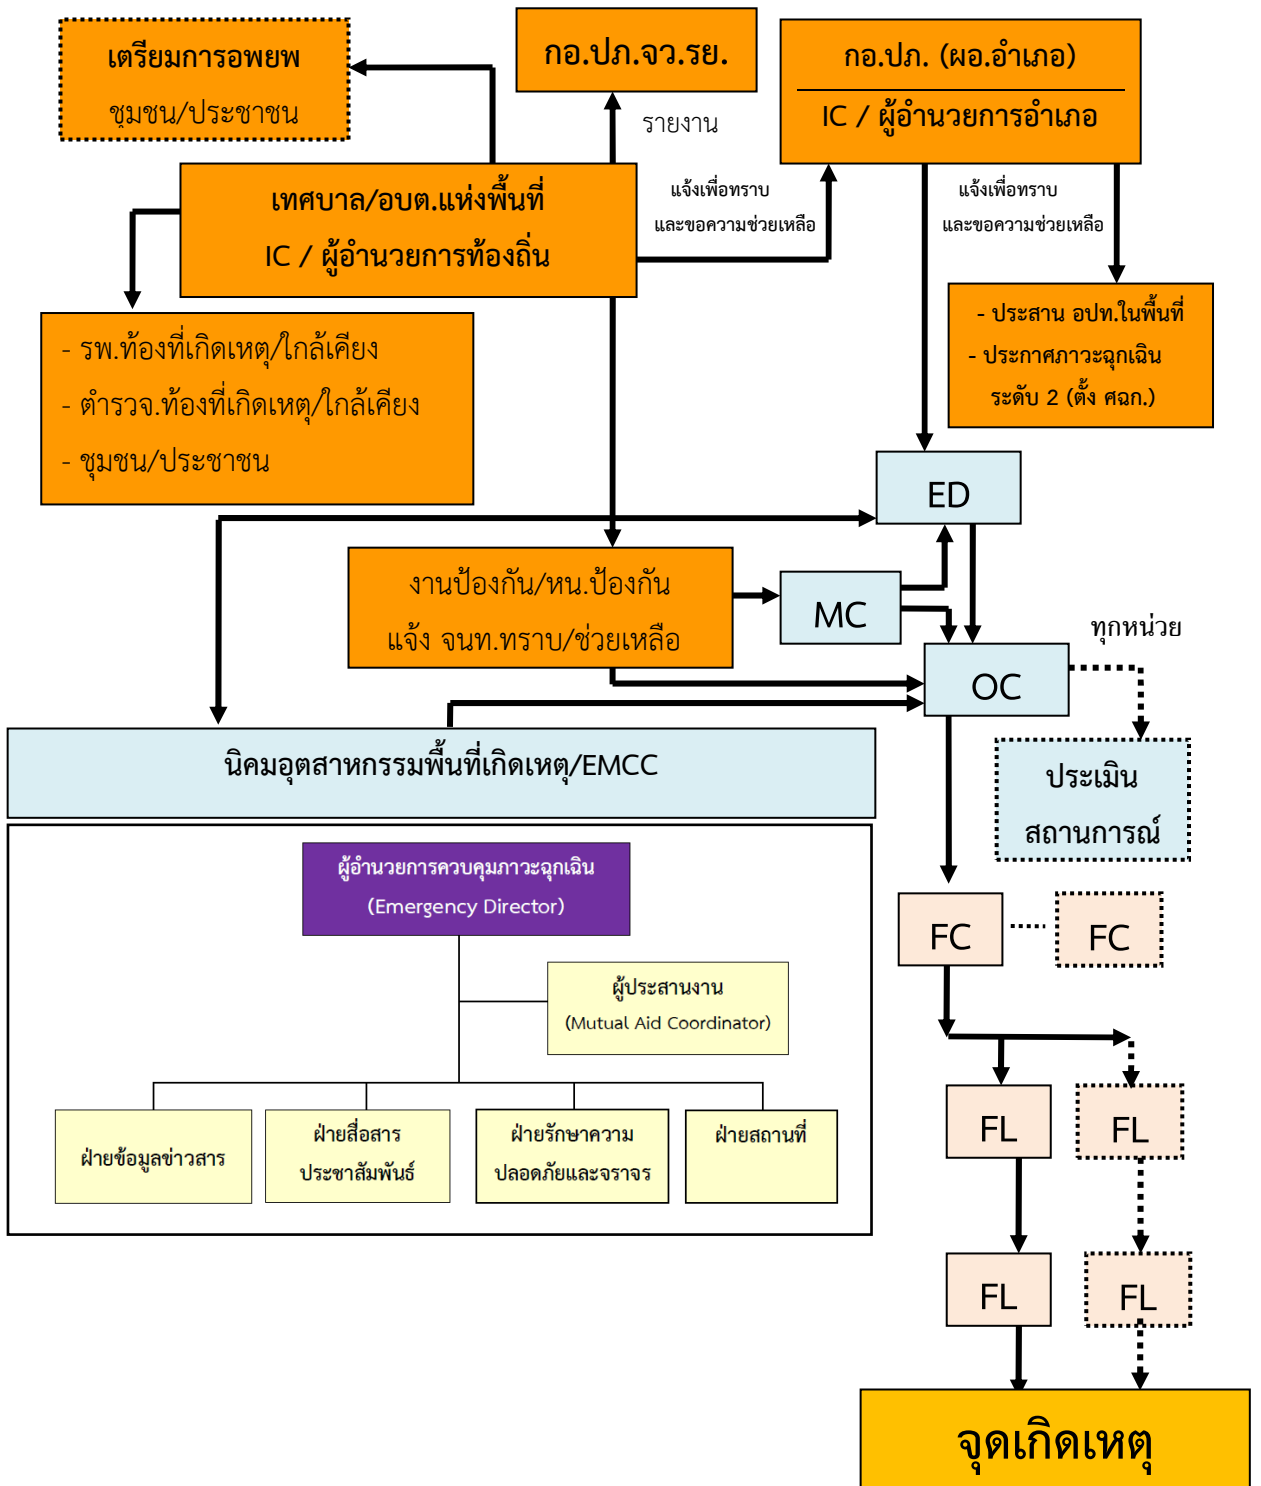 เตรียมการอพยพ
ชุมชน/ประชาชน
กอ.ปภ.จว.รย.
กอ.ปภ. (ผอ.อำเภอ)
IC / ผู้อำนวยการอำเภอ
รายงาน
เทศบาล/อบต.แห่งพื้นที่
IC / ผู้อำนวยการท้องถิ่น
แจ้งเพื่อทราบ
และขอความช่วยเหลือ
แจ้งเพื่อทราบ
และขอความช่วยเหลือ
- รพ.ท้องที่เกิดเหตุ/ใกล้เคียง
- ตำรวจ.ท้องที่เกิดเหตุ/ใกล้เคียง
- ชุมชน/ประชาชน
- ประสาน อปท.ในพื้นที่
- ประกาศภาวะฉุกเฉิน
ระดับ 2 (ตั้ง ศฉก.)
ED
งานป้องกัน/หน.ป้องกัน
แจ้ง จนท.ทราบ/ช่วยเหลือ
MC
ทุกหน่วย
OC
นิคมอุตสาหกรรมพื้นที่เกิดเหตุ/EMCC
ประเมิน
สถานการณ์
ผู้อำนวยการควบคุมภาวะฉุกเฉิน
(Emergency Director)
ผู้ประสานงาน
(Mutual Aid Coordinator)
ฝ่ายข้อมูลข่าวสาร
ฝ่ายสื่อสาร
ประชาสัมพันธ์
ฝ่ายรักษาความ
ปลอดภัยและจราจร
ฝ่ายสถานที่
FC
FC
FL
FL
FL
FL
จุดเกิดเหตุ